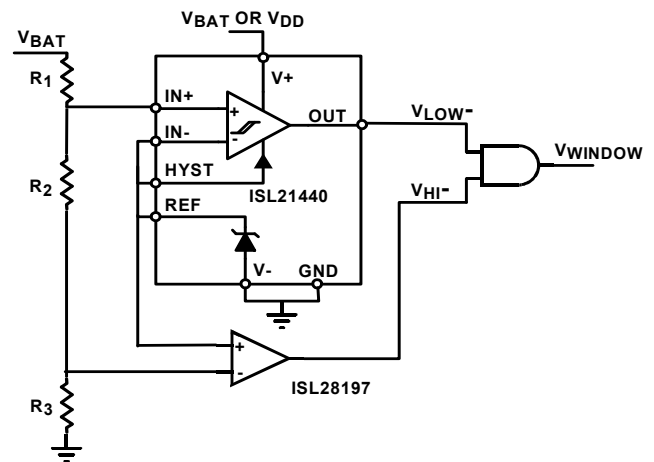 VBAT OR VDD
VBAT
R1
V+
IN+
+
OUT
VLOW-
IN-
-
VWINDOW
HYST
ISL21440
R2
VHI-
REF
V-
GND
+
-
ISL28197
R3